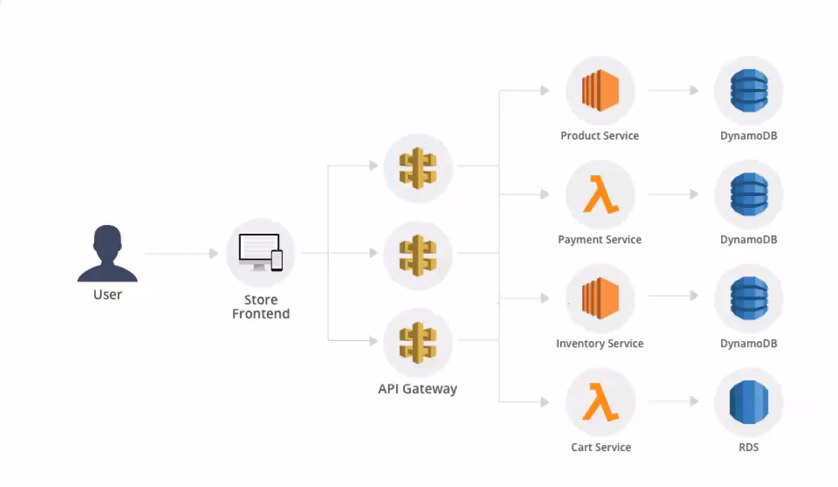 Product Service
DynamoDB
Payment Service
DynamoDB
User
Store
Frontend
Inventory Service
DynamoDB
API Gateway
Cart Service
RDS